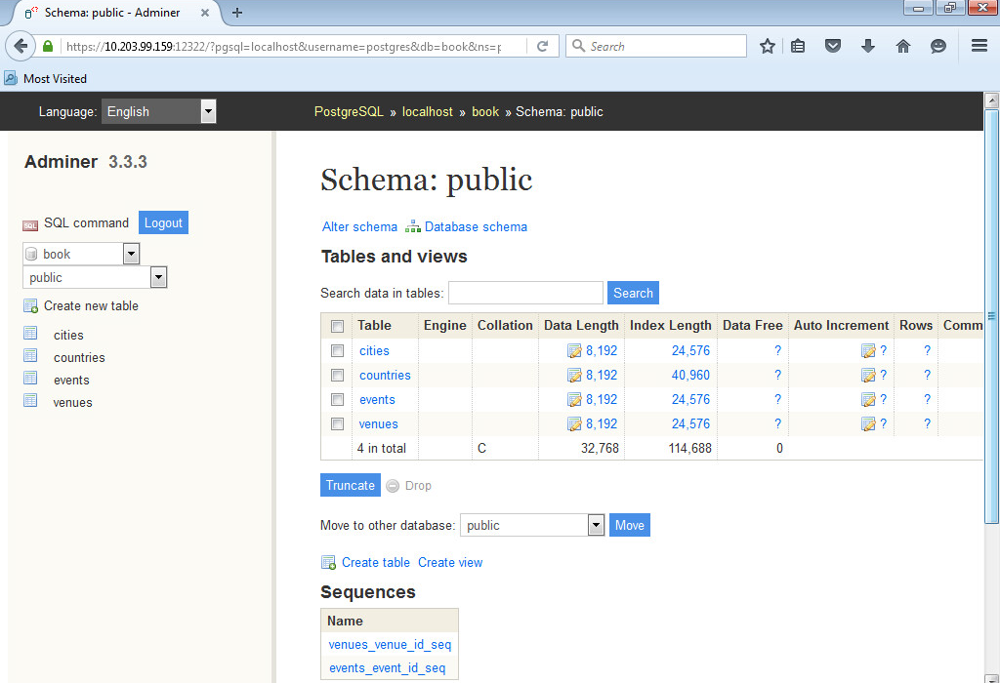 Schema: public - Adminer
https://10.203.99.159:12322/?pgsql=localhost&username=postgres&db=book&ns=p
Search
Most Visited
Language: English
PostgreSQL » localhost » book » Schema: public
Adminer 3.3.3
SQL SQL command Logout
book
public
Create new table
cities
countries
events
venues
Schema: public
Alter schema Database schema
Tables and views
Search data in tables: Search
Table Engine Collation Data Length Index Length Data Free Auto Increment Rows Comm
cities 8,192 24,576 ? ? ?
countries 8,192 40,960 ? ? ?
events 8,192 24,576 ? ? ?
venues 8,192 24,576 ? ? ?
4 in total C 32,768 114,688 0
Truncate Drop
Move to other database: public Move
Create table Create view
Sequences
Name
venues_venue_id_seq
events_event_id_seq